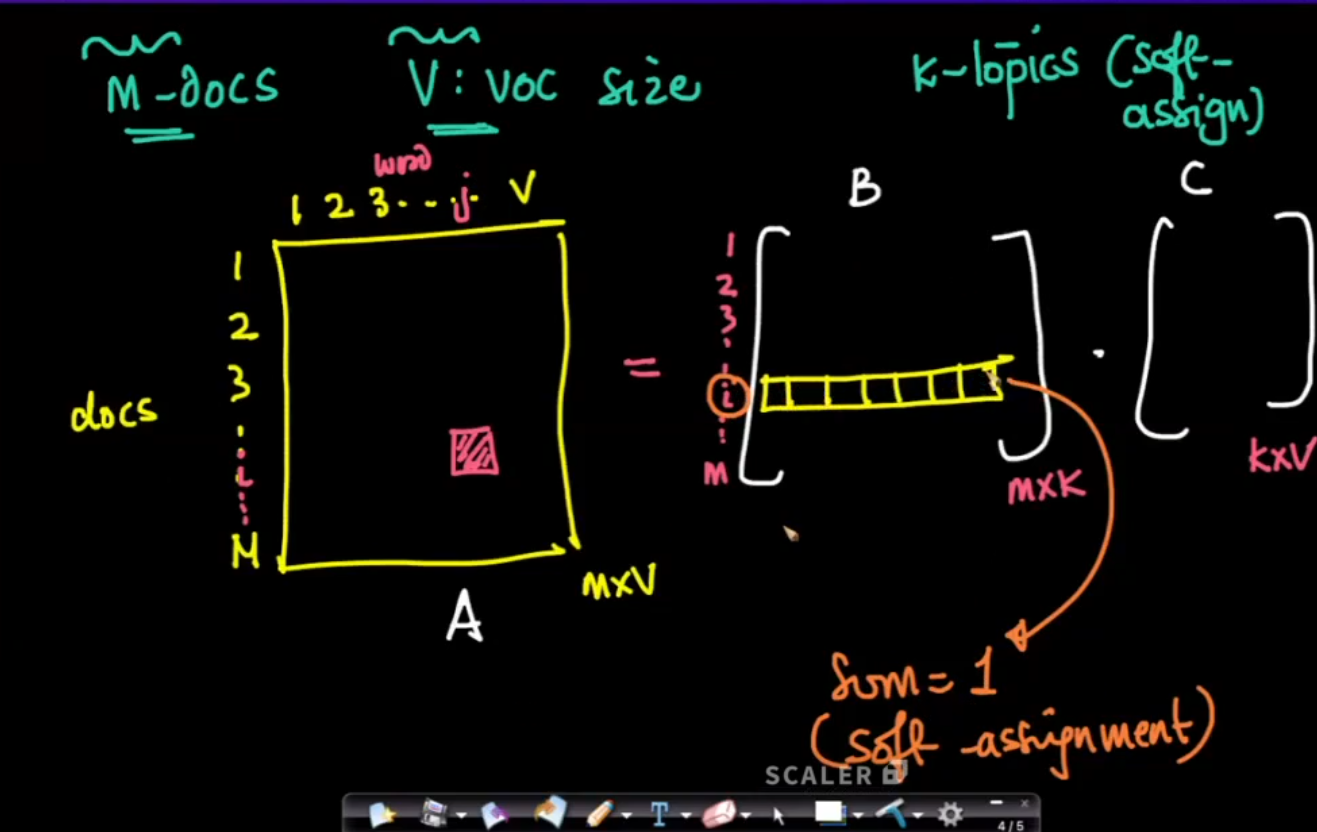 M-docs V: voc size K-topics (soft-
assign)
word
1 2 3 . . . j . V
B
C
1
2
3
.
i
:
M
docs
1
2
3
.
.
i
:
M
=
.
mxK
kxV
mxV
A
Sum = 1
(soft-assignment)
SCALER
4/5